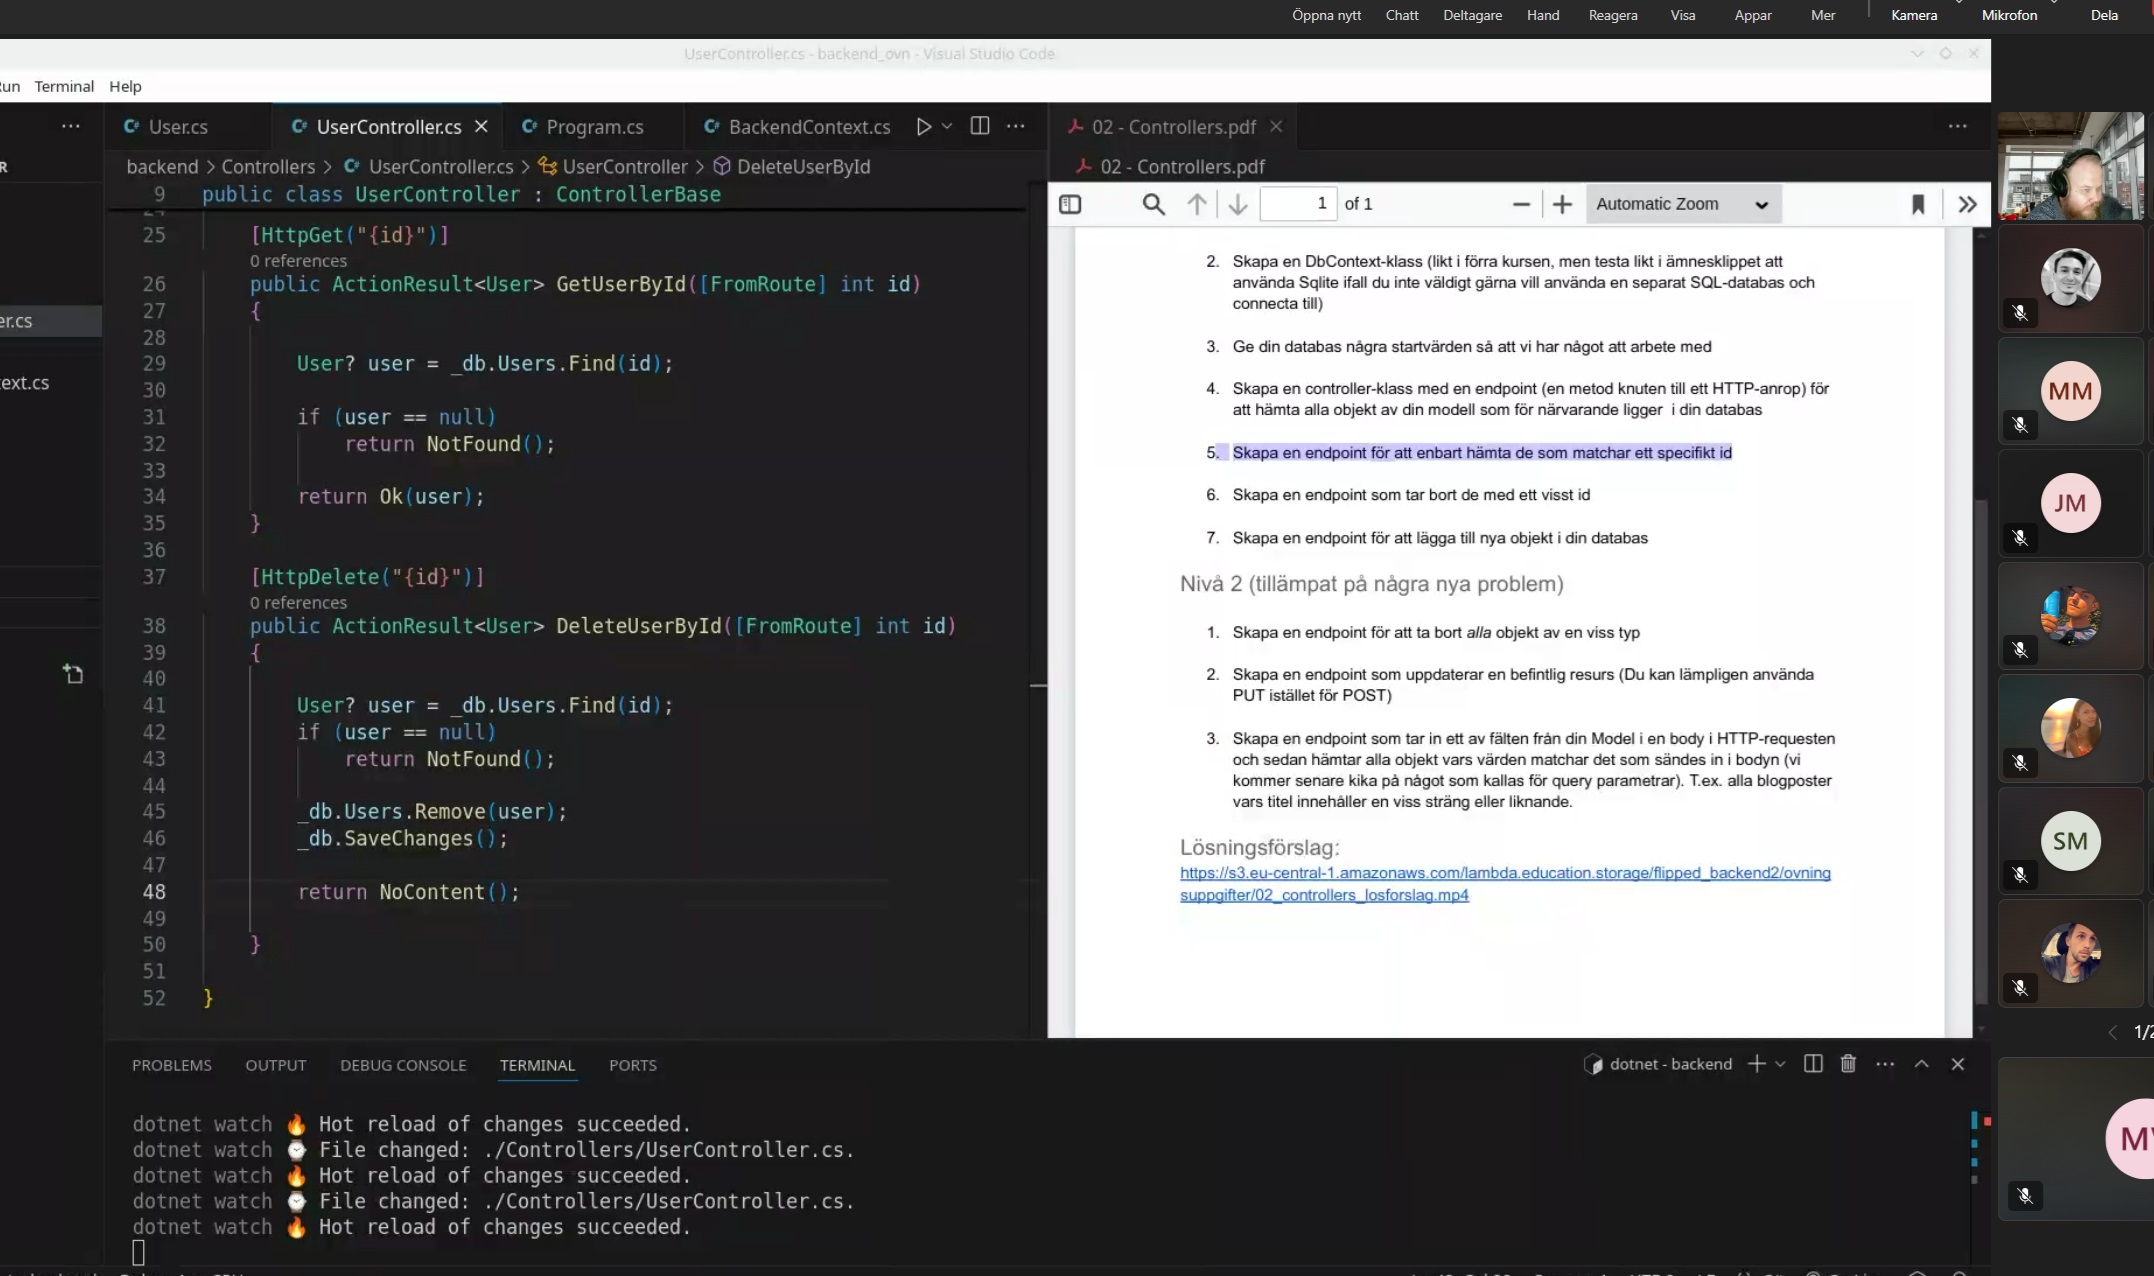 Öppna nytt Chatt Deltagare Hand Reagera Visa Appar Mer Kamera Mikrofon Dela
UserController.cs - backend_ovn - Visual Studio Code
Run Terminal Help
User.cs UserController.cs Program.cs BackendContext.cs
backend > Controllers > UserController.cs > UserController > DeleteUserById
9 public class UserController : ControllerBase
24
25 [HttpGet("{id}")]
0 references
26 public ActionResult<User> GetUserById([FromRoute] int id)
27 {
28
29 User? user = _db.Users.Find(id);
30
31 if (user == null)
32 return NotFound();
33
34 return Ok(user);
35 }
36
37 [HttpDelete("{id}")]
0 references
38 public ActionResult<User> DeleteUserById([FromRoute] int id)
39 {
40
41 User? user = _db.Users.Find(id);
42 if (user == null)
43 return NotFound();
44
45 _db.Users.Remove(user);
46 _db.SaveChanges();
47
48 return NoContent();
49
50 }
51
52 }
er.cs
ext.cs
R
02 - Controllers.pdf
02 - Controllers.pdf
1 of 1 Automatic Zoom
2. Skapa en DbContext-klass (likt i förra kursen, men testa likt i ämnesklippet att
använda Sqlite ifall du inte väldigt gärna vill använda en separat SQL-databas och
connecta till)
3. Ge din databas några startvärden så att vi har något att arbete med
4. Skapa en controller-klass med en endpoint (en metod knuten till ett HTTP-anrop) för
att hämta alla objekt av din modell som för närvarande ligger i din databas
5. Skapa en endpoint för att enbart hämta de som matchar ett specifikt id
6. Skapa en endpoint som tar bort de med ett visst id
7. Skapa en endpoint för att lägga till nya objekt i din databas
Nivå 2 (tillämpat på några nya problem)
1. Skapa en endpoint för att ta bort alla objekt av en viss typ
2. Skapa en endpoint som uppdaterar en befintlig resurs (Du kan lämpligen använda
PUT istället för POST)
3. Skapa en endpoint som tar in ett av fälten från din Model i en body i HTTP-requesten
och sedan hämtar alla objekt vars värden matchar det som sändes in i bodyn (vi
kommer senare kika på något som kallas för query parametrar). T.ex. alla blogposter
vars titel innehåller en viss sträng eller liknande.
Lösningsförslag:
https://s3.eu-central-1.amazonaws.com/lambda.education.storage/flipped_backend2/ovning
suppgifter/02_controllers_losforslag.mp4
PROBLEMS OUTPUT DEBUG CONSOLE TERMINAL PORTS
dotnet - backend
dotnet watch 🔥 Hot reload of changes succeeded.
dotnet watch ⌚ File changed: ./Controllers/UserController.cs.
dotnet watch 🔥 Hot reload of changes succeeded.
dotnet watch ⌚ File changed: ./Controllers/UserController.cs.
dotnet watch 🔥 Hot reload of changes succeeded.
MM
JM
SM
1/2